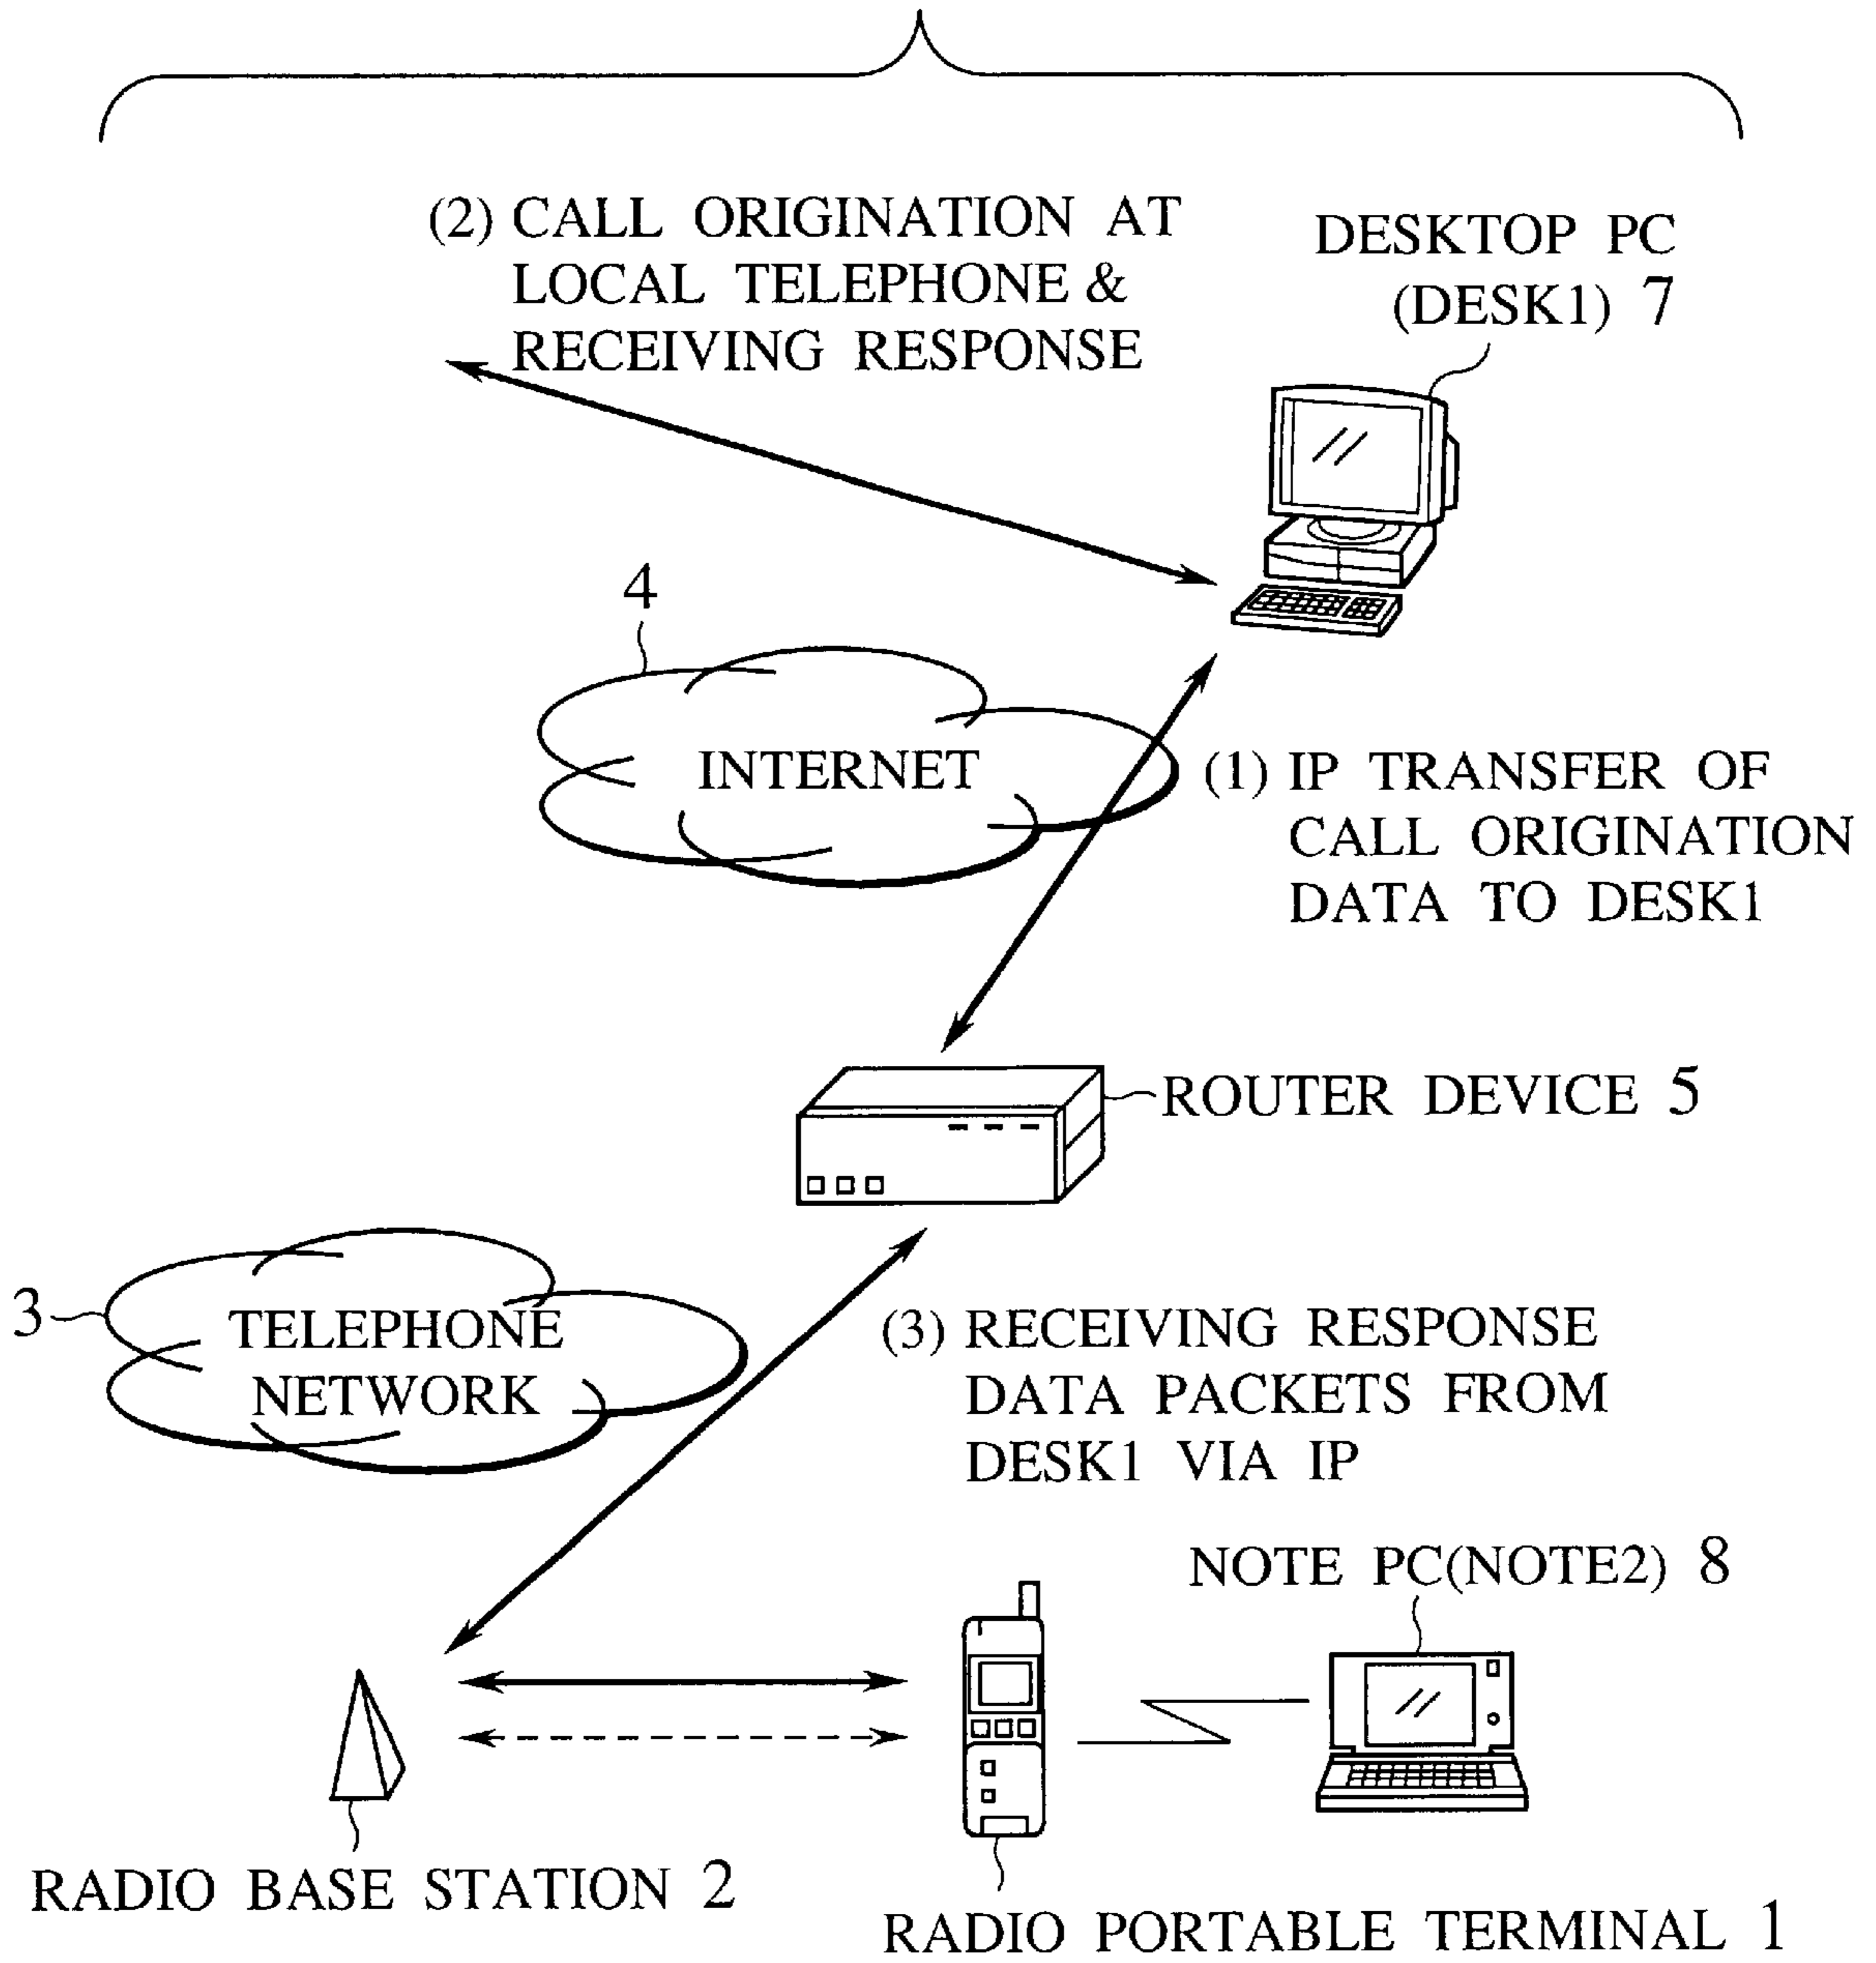 (2) CALL ORIGINATION AT
LOCAL TELEPHONE &
RECEIVING RESPONSE
DESKTOP PC
(DESK1) 7
4
INTERNET
(1) IP TRANSFER OF
CALL ORIGINATION
DATA TO DESK1
ROUTER DEVICE 5
3
TELEPHONE
NETWORK
(3) RECEIVING RESPONSE
DATA PACKETS FROM
DESK1 VIA IP
NOTE PC(NOTE2) 8
RADIO BASE STATION 2
RADIO PORTABLE TERMINAL 1